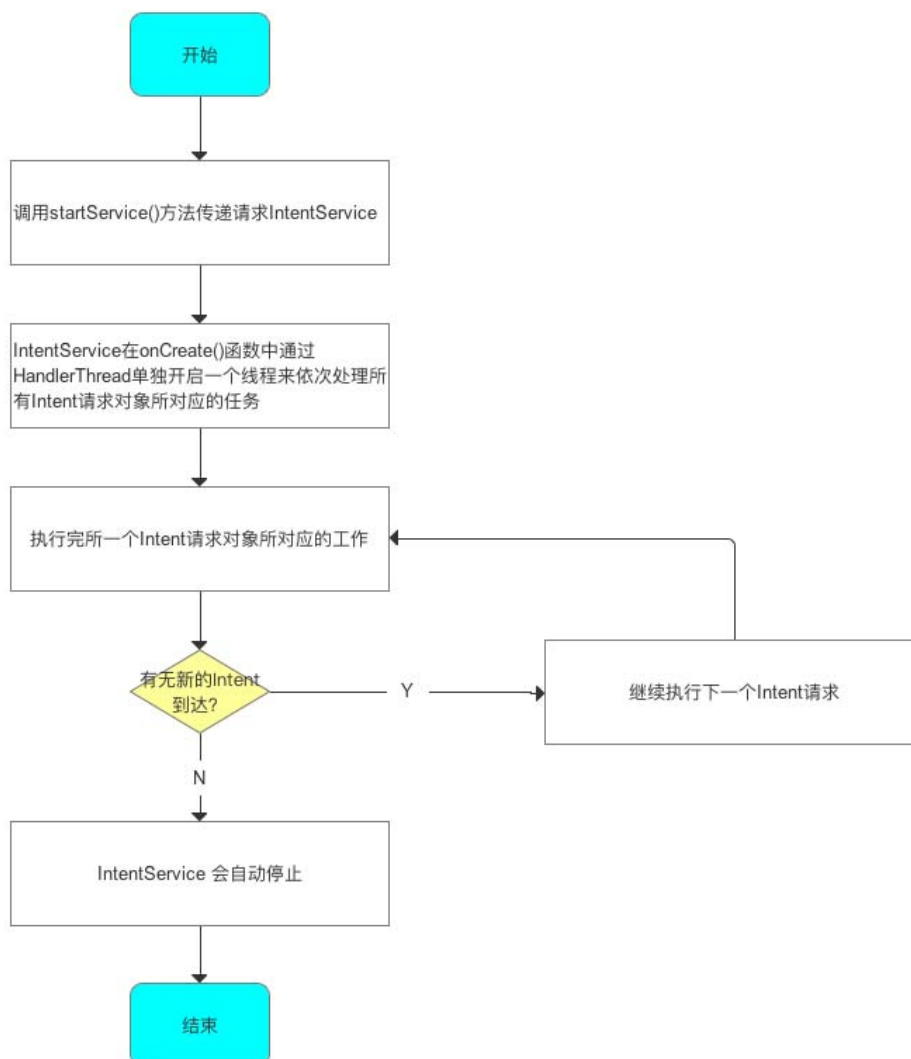 开始
调用startService()方法传递请求IntentService
IntentService在onCreate()函数中通过
HandlerThread单独开启一个线程来依次处理所
有Intent请求对象所对应的任务
执行完所一个Intent请求对象所对应的工作
有无新的Intent
到达?
Y
继续执行下一个Intent请求
N
IntentService 会自动停止
结束